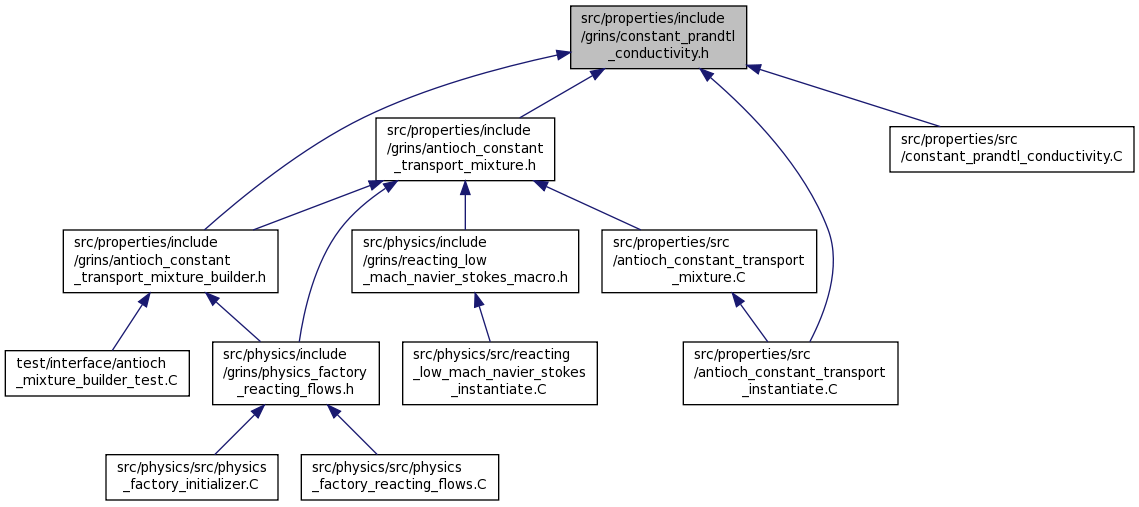 src/properties/include
/grins/constant_prandtl
_conductivity.h
src/properties/include
/grins/antioch_constant
_transport_mixture.h
src/properties/src
/constant_prandtl_conductivity.C
src/properties/include
/grins/antioch_constant
_transport_mixture_builder.h
src/physics/include
/grins/reacting_low
_mach_navier_stokes_macro.h
src/properties/src
/antioch_constant_transport
_mixture.C
test/interface/antioch
_mixture_builder_test.C
src/physics/include
/grins/physics_factory
_reacting_flows.h
src/physics/src/reacting
_low_mach_navier_stokes
_instantiate.C
src/properties/src
/antioch_constant_transport
_instantiate.C
src/physics/src/physics
_factory_initializer.C
src/physics/src/physics
_factory_reacting_flows.C